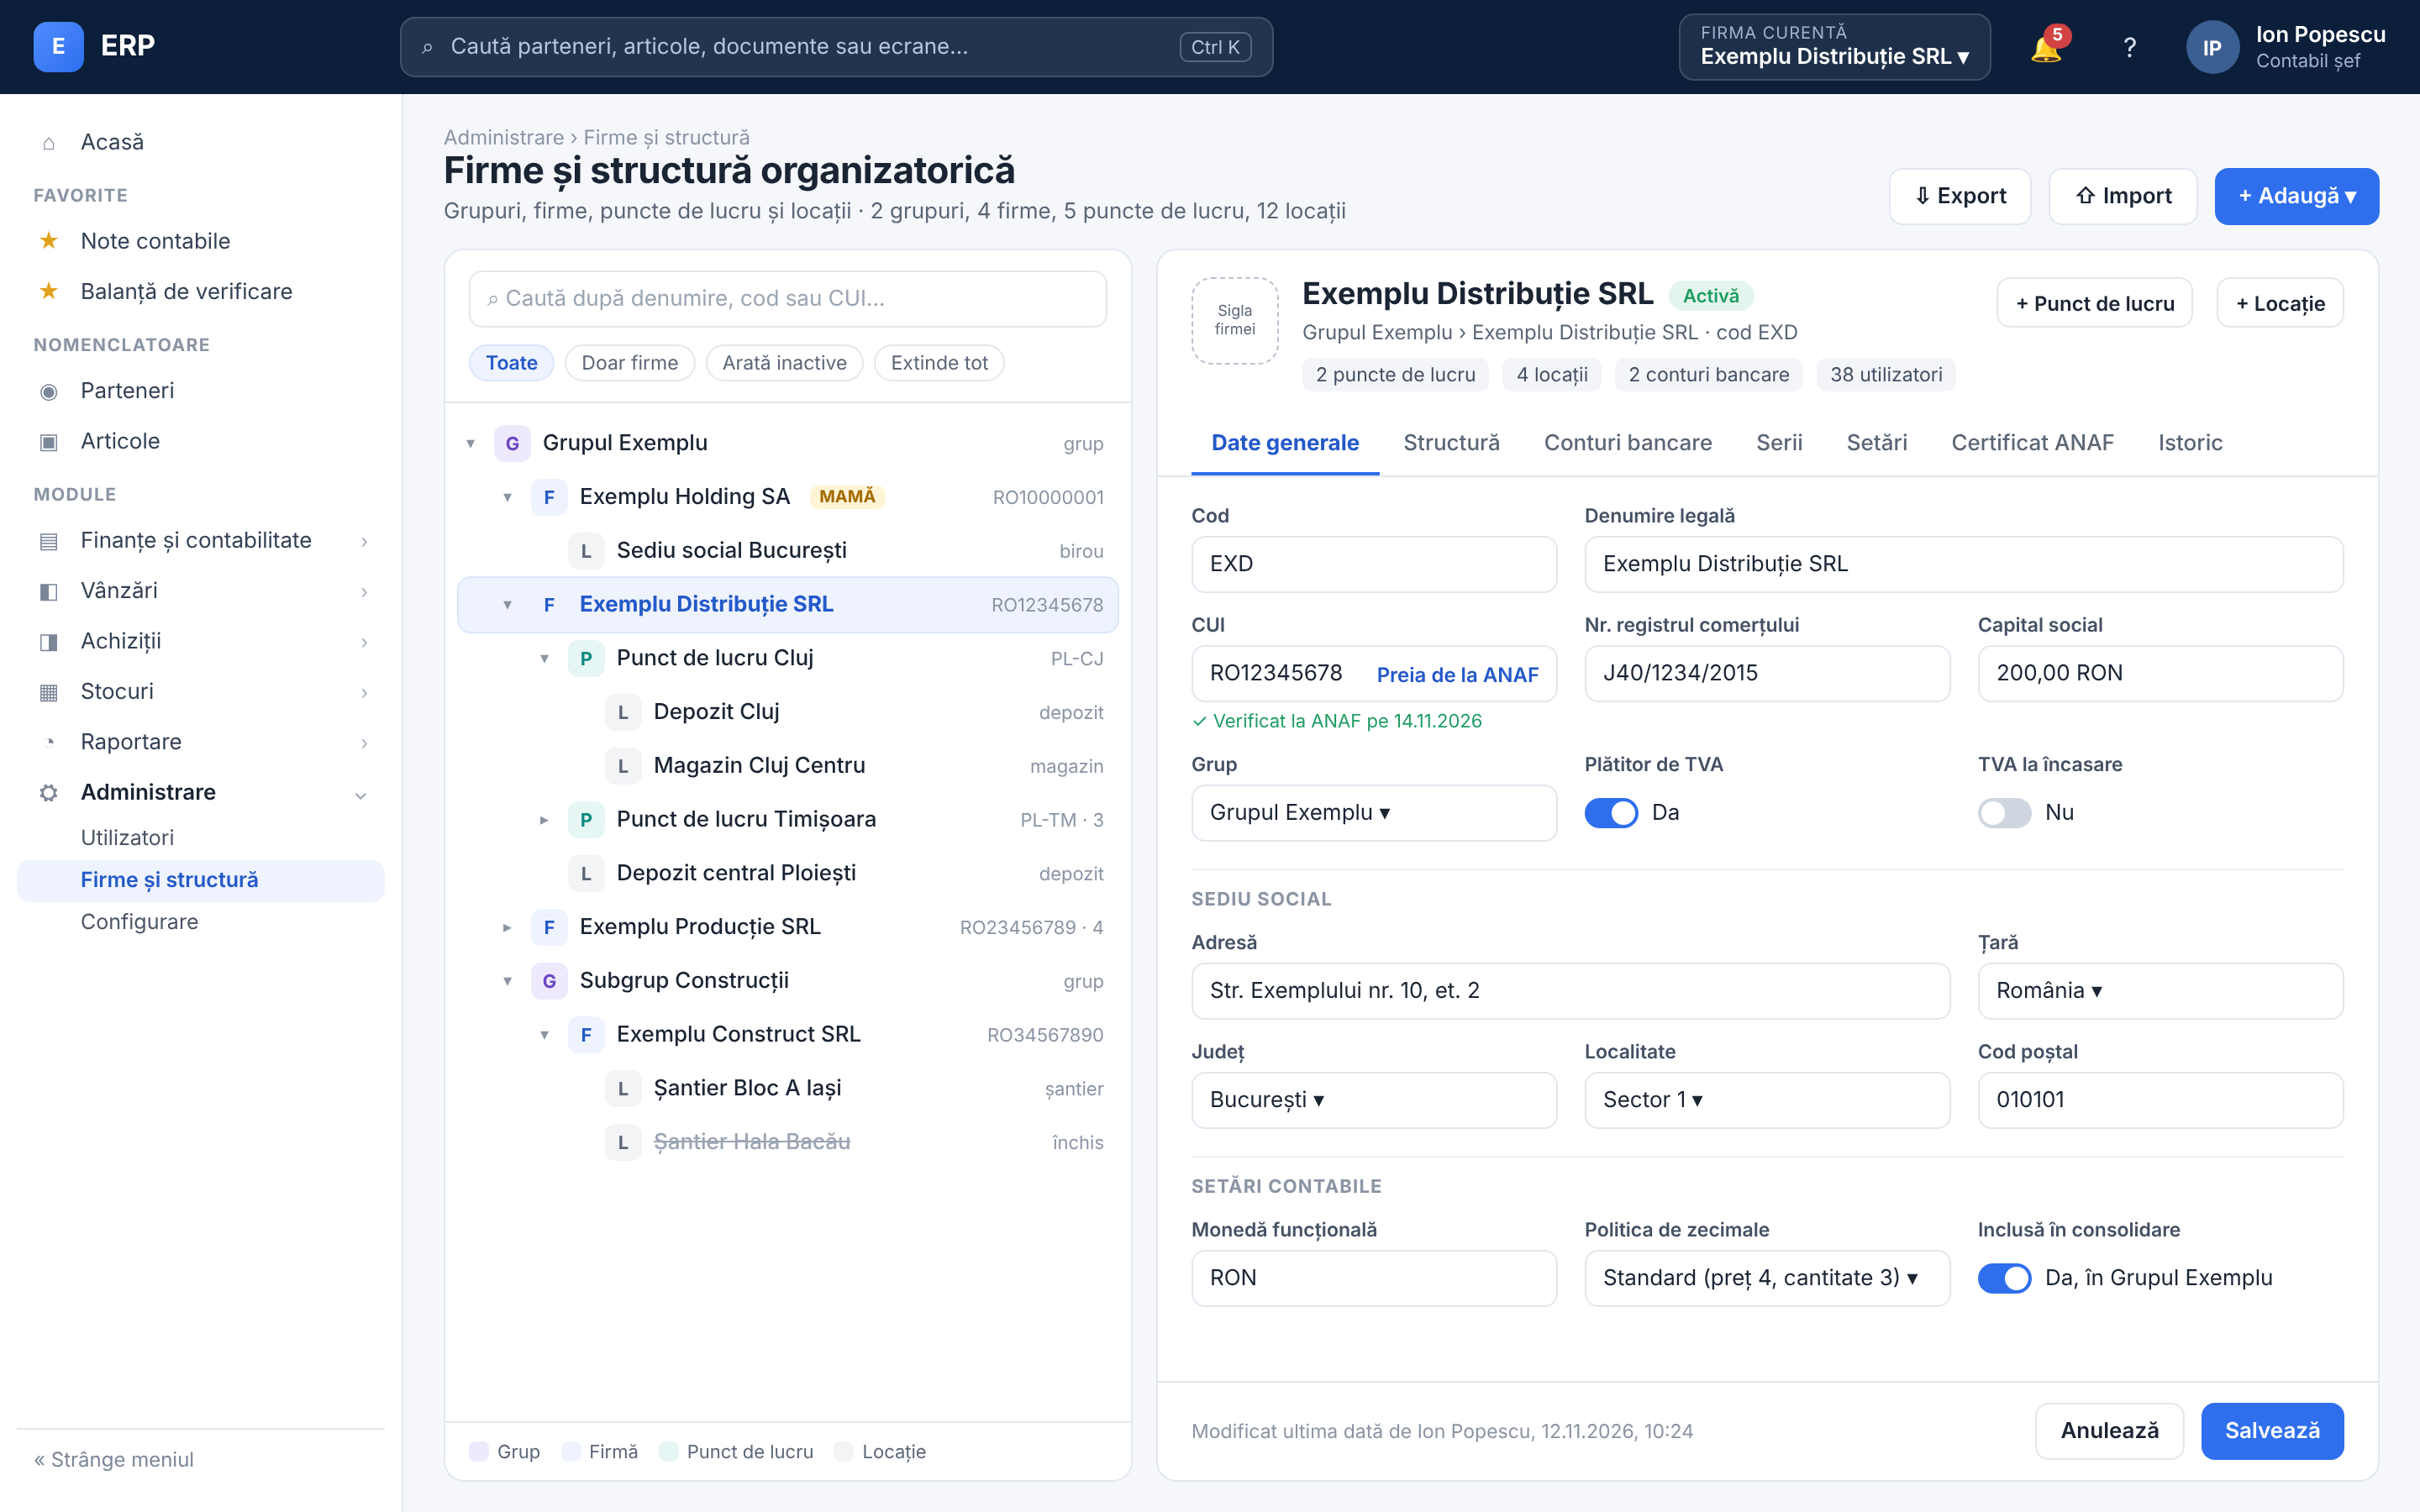 E ERP
Caută parteneri, articole, documente sau ecrane... Ctrl K
FIRMA CURENTĂ
Exemplu Distribuție SRL ▾
5
?
IP
Ion Popescu
Contabil șef
Acasă
FAVORITE
★ Note contabile
★ Balanță de verificare
NOMENCLATOARE
Parteneri
Articole
MODULE
Finanțe și contabilitate ›
Vânzări ›
Achiziții ›
Stocuri ›
Raportare ›
Administrare
Utilizatori
Firme și structură
Configurare
« Strânge meniul
Administrare › Firme și structură
Firme și structură organizatorică
Grupuri, firme, puncte de lucru și locații · 2 grupuri, 4 firme, 5 puncte de lucru, 12 locații
⇩ Export
⇧ Import
+ Adaugă ▾
Caută după denumire, cod sau CUI...
Toate
Doar firme
Arată inactive
Extinde tot
▾ G Grupul Exemplu grup
▾ F Exemplu Holding SA MAMĂ RO10000001
L Sediu social București birou
▾ F Exemplu Distribuție SRL RO12345678
▾ P Punct de lucru Cluj PL-CJ
L Depozit Cluj depozit
L Magazin Cluj Centru magazin
▸ P Punct de lucru Timișoara PL-TM · 3
L Depozit central Ploiești depozit
▸ F Exemplu Producție SRL RO23456789 · 4
▾ G Subgrup Construcții grup
▾ F Exemplu Construct SRL RO34567890
L Șantier Bloc A Iași șantier
L Șantier Hala Bacău închis
Grup Firmă Punct de lucru Locație
Sigla
firmei
Exemplu Distribuție SRL Activă
Grupul Exemplu › Exemplu Distribuție SRL · cod EXD
2 puncte de lucru 4 locații 2 conturi bancare 38 utilizatori
+ Punct de lucru
+ Locație
Date generale Structură Conturi bancare Serii Setări Certificat ANAF Istoric
Cod Denumire legală
EXD Exemplu Distribuție SRL
CUI Nr. registrul comerțului Capital social
RO12345678 Preia de la ANAF J40/1234/2015 200,00 RON
✓ Verificat la ANAF pe 14.11.2026
Grup Plătitor de TVA TVA la încasare
Grupul Exemplu ▾ Da Nu
SEDIU SOCIAL
Adresă Țară
Str. Exemplului nr. 10, et. 2 România ▾
Județ Localitate Cod poștal
București ▾ Sector 1 ▾ 010101
SETĂRI CONTABILE
Monedă funcțională Politica de zecimale Inclusă în consolidare
RON Standard (preț 4, cantitate 3) ▾ Da, în Grupul Exemplu
Modificat ultima dată de Ion Popescu, 12.11.2026, 10:24
Anulează
Salvează